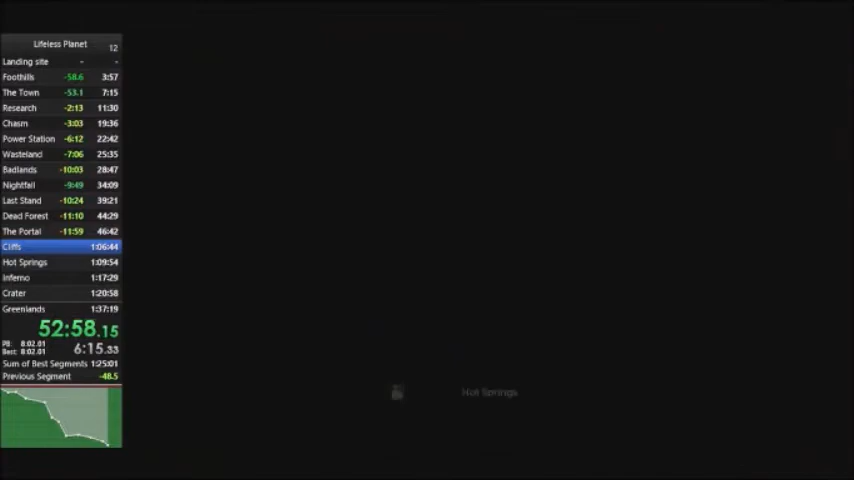 Lifeless Planet 12
Landing site - -
Foothills -58.6 3:57
The Town -53.1 7:15
Research -2:13 11:30
Chasm -3:03 19:36
Power Station -6:12 22:42
Wasteland -7:06 25:35
Badlands -10:03 28:47
Nightfall -9:49 34:09
Last Stand -10:24 39:21
Dead Forest -11:10 44:29
The Portal -11:59 46:42
Cliffs 1:06:44
Hot Springs 1:09:54
Inferno 1:17:29
Crater 1:20:58
Greenlands 1:37:19
52:58.15
PB: 8:02.01
Best: 8:02.01 6:15.33
Sum of Best Segments 1:25:01
Previous Segment -48.5
Hot Springs